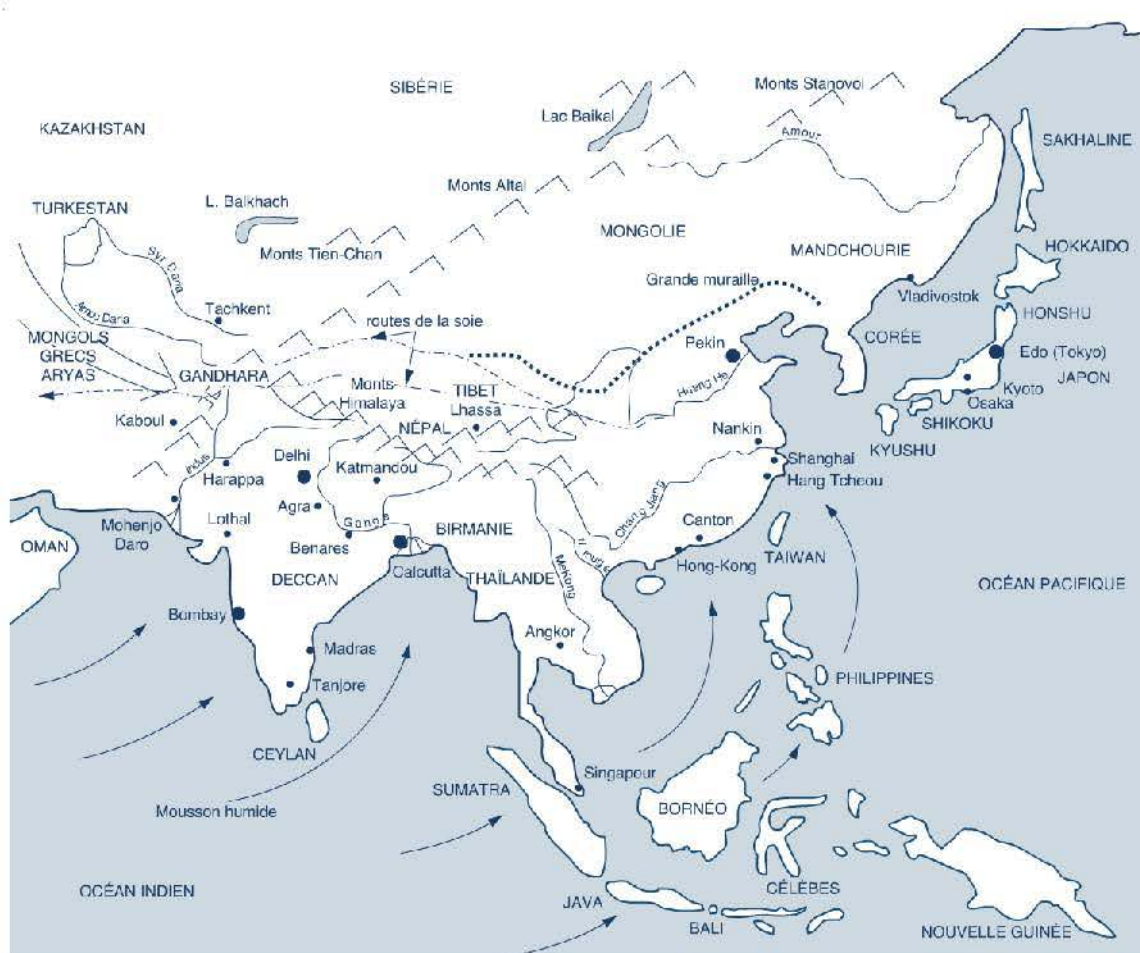 SIBÉRIE
Monts Stanovoï
Lac Baïkal
KAZAKHSTAN
Amour
SAKHALINE
Monts Altaï
L. Balkhach
TURKESTAN
MONGOLIE
MANDCHOURIE
HOKKAIDO
Monts Tien-Chan
Syr Daria
Grande muraille
Vladivostok
Amou Daria
Tachkent
HONSHU
routes de la soie
CORÉE
MONGOLS
GRECS
ARYAS
Pekin
Edo (Tokyo)
GANDHARA
JAPON
Monts-
Himalaya
TIBET
Lhassa
Huang He
Kyoto
Osaka
Kaboul
NÉPAL
SHIKOKU
Nankin
KYUSHU
Indus
Delhi
Shanghai
Harappa
Katmandou
Hang Tcheou
Agra
Mohenjo
Daro
Lothal
Gange
BIRMANIE
Chang Jiang
Canton
OMAN
Benares
TAIWAN
Calcutta
Hong-Kong
DECCAN
THAÏLANDE
Mekong
OCÉAN PACIFIQUE
Bombay
Angkor
Madras
PHILIPPINES
Tanjore
CEYLAN
Singapour
SUMATRA
Mousson humide
BORNÉO
OCÉAN INDIEN
CÉLÈBES
JAVA
BALI
NOUVELLE GUINÉE